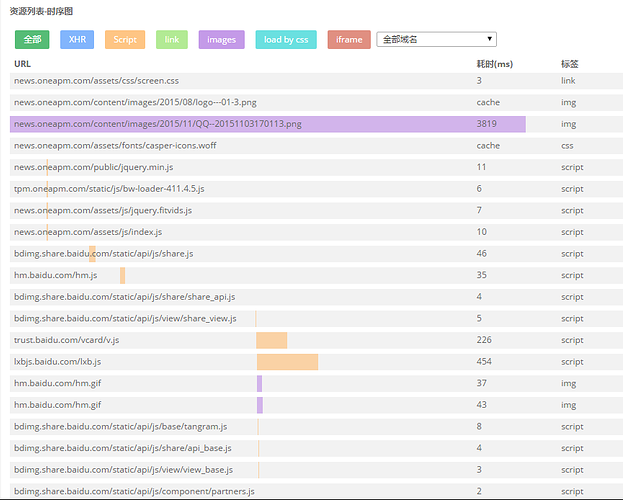 资源列表-时序图
全部 XHR Script link images load by css iframe 全部域名
URL 耗时(ms) 标签
news.oneapm.com/assets/css/screen.css 3 link
news.oneapm.com/content/images/2015/08/logo---01-3.png cache img
news.oneapm.com/content/images/2015/11/QQ--20151103170113.png 3819 img
news.oneapm.com/assets/fonts/casper-icons.woff cache css
news.oneapm.com/public/jquery.min.js 11 script
tpm.oneapm.com/static/js/bw-loader-411.4.5.js 6 script
news.oneapm.com/assets/js/jquery.fitvids.js 7 script
news.oneapm.com/assets/js/index.js 10 script
bdimg.share.baidu.com/static/api/js/share.js 46 script
hm.baidu.com/hm.js 35 script
bdimg.share.baidu.com/static/api/js/share/share_api.js 4 script
bdimg.share.baidu.com/static/api/js/view/share_view.js 5 script
trust.baidu.com/vcard/v.js 226 script
lxbjs.baidu.com/lxb.js 454 script
hm.baidu.com/hm.gif 37 img
hm.baidu.com/hm.gif 43 img
bdimg.share.baidu.com/static/api/js/base/tangram.js 8 script
bdimg.share.baidu.com/static/api/js/share/api_base.js 4 script
bdimg.share.baidu.com/static/api/js/view/view_base.js 3 script
bdimg.share.baidu.com/static/api/js/component/partners.js 2 script